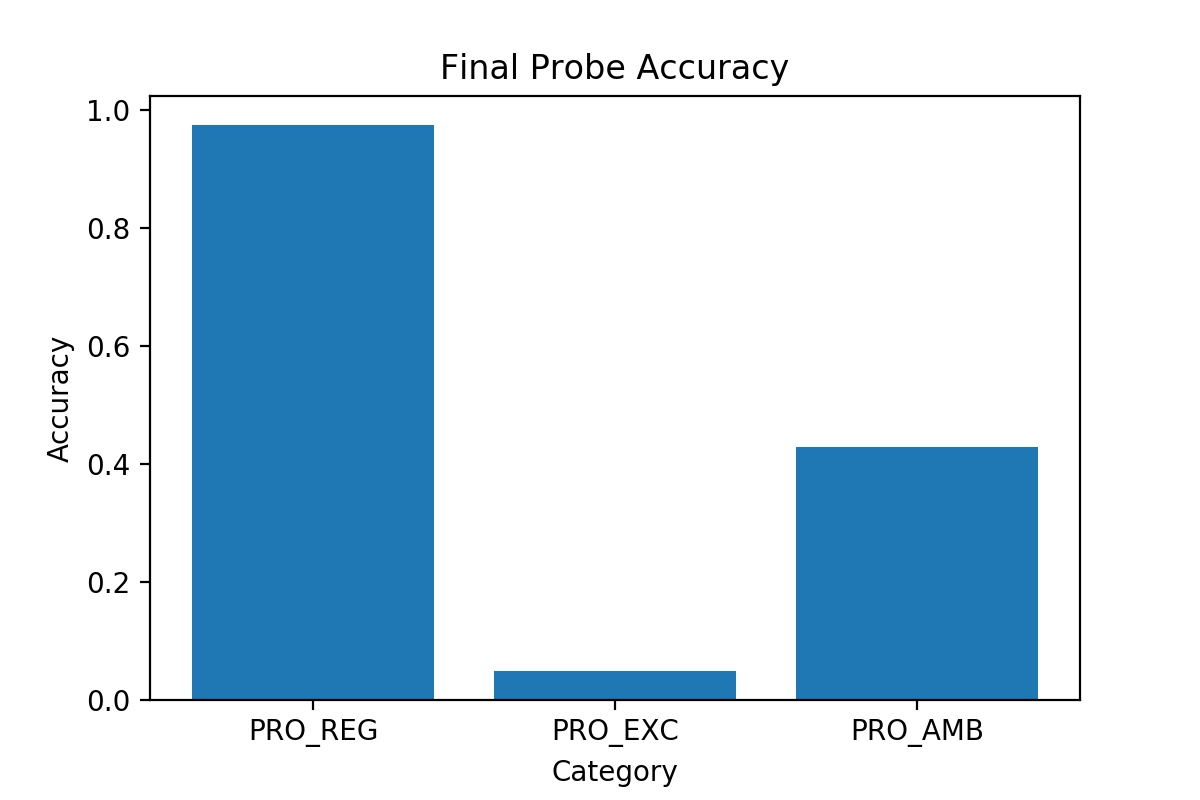 Final Probe Accuracy
1.0
0.8
0.6
0.4
0.2
0.0
Accuracy
PRO_REG
PRO_EXC
PRO_AMB
Category